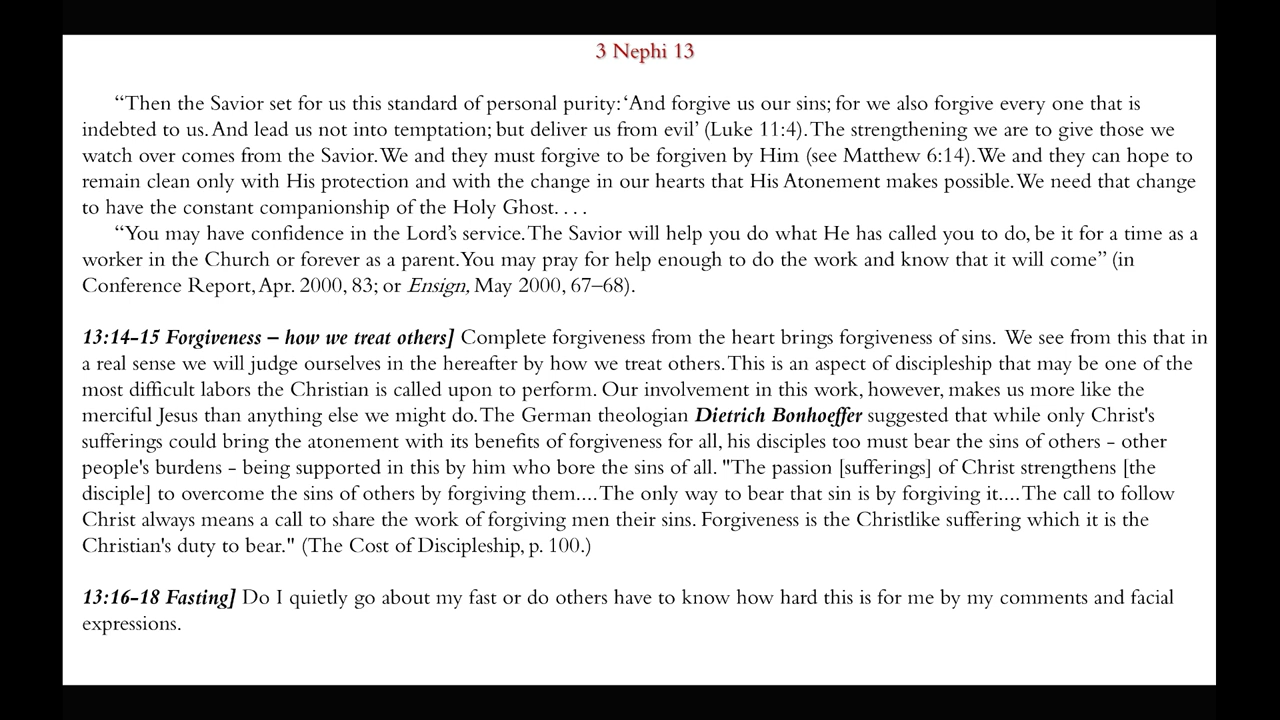 3 Nephi 13
“Then the Savior set for us this standard of personal purity: ‘And forgive us our sins; for we also forgive every one that is
indebted to us. And lead us not into temptation; but deliver us from evil’ (Luke 11:4). The strengthening we are to give those we
watch over comes from the Savior. We and they must forgive to be forgiven by Him (see Matthew 6:14). We and they can hope to
remain clean only with His protection and with the change in our hearts that His Atonement makes possible. We need that change
to have the constant companionship of the Holy Ghost. . . .
“You may have confidence in the Lord’s service. The Savior will help you do what He has called you to do, be it for a time as a
worker in the Church or forever as a parent. You may pray for help enough to do the work and know that it will come” (in
Conference Report, Apr. 2000, 83; or Ensign, May 2000, 67–68).
13:14-15 Forgiveness – how we treat others] Complete forgiveness from the heart brings forgiveness of sins. We see from this that in
a real sense we will judge ourselves in the hereafter by how we treat others. This is an aspect of discipleship that may be one of the
most difficult labors the Christian is called upon to perform. Our involvement in this work, however, makes us more like the
merciful Jesus than anything else we might do. The German theologian Dietrich Bonhoeffer suggested that while only Christ's
sufferings could bring the atonement with its benefits of forgiveness for all, his disciples too must bear the sins of others - other
people's burdens - being supported in this by him who bore the sins of all. "The passion [sufferings] of Christ strengthens [the
disciple] to overcome the sins of others by forgiving them.... The only way to bear that sin is by forgiving it.... The call to follow
Christ always means a call to share the work of forgiving men their sins. Forgiveness is the Christlike suffering which it is the
Christian's duty to bear." (The Cost of Discipleship, p. 100.)
13:16-18 Fasting] Do I quietly go about my fast or do others have to know how hard this is for me by my comments and facial
expressions.